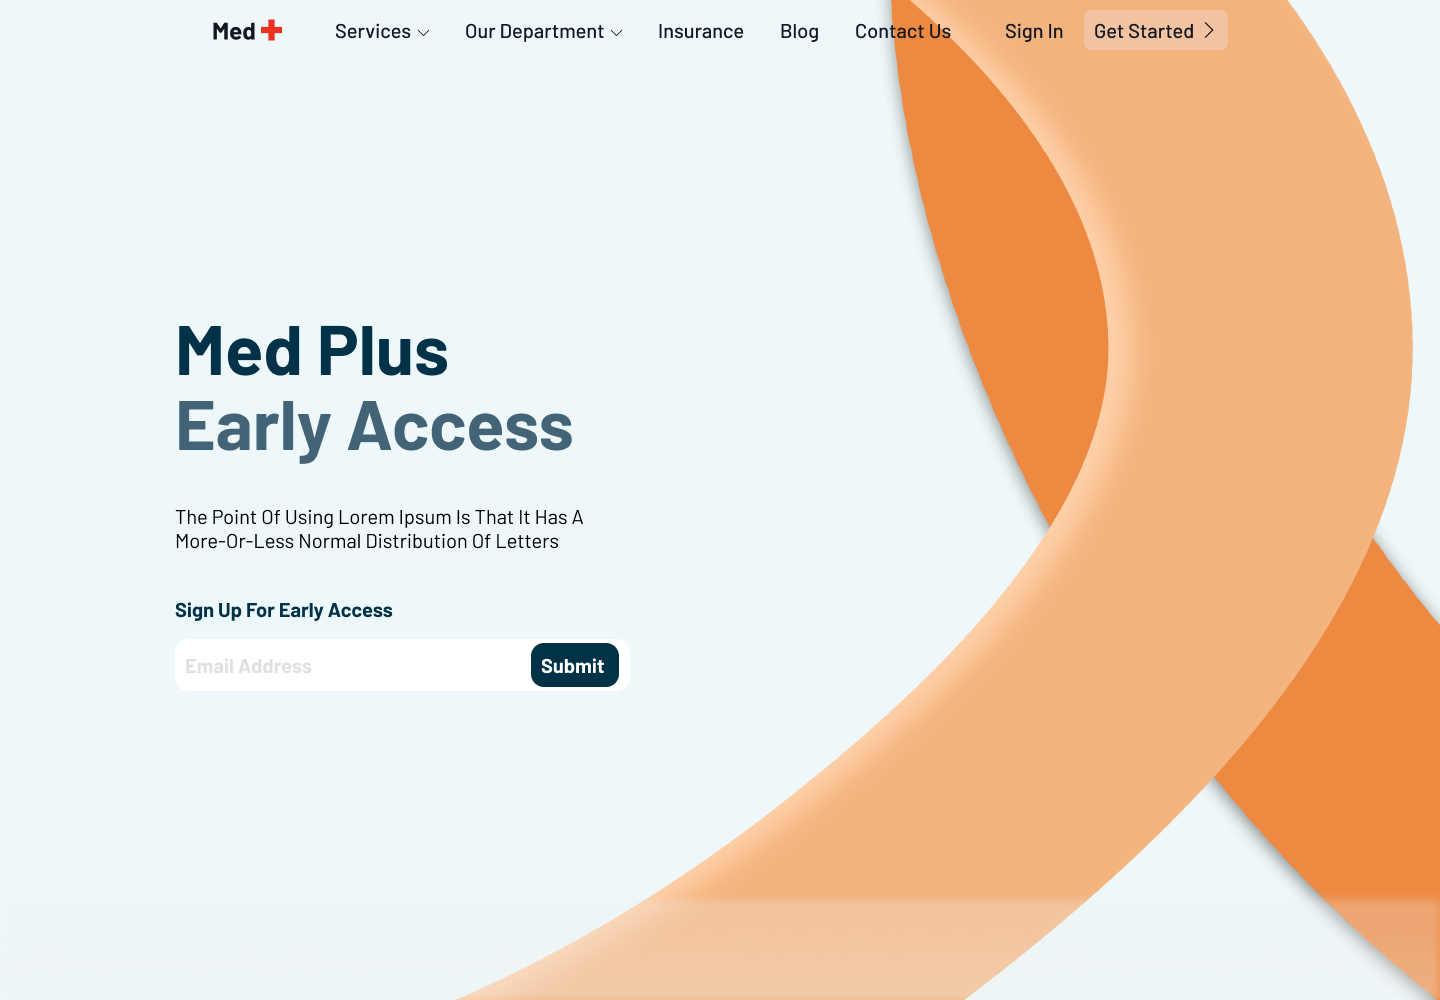 Med
Services Our Department Insurance Blog Contact Us Sign In Get Started
Med Plus
Early Access
The Point Of Using Lorem Ipsum Is That It Has A
More-Or-Less Normal Distribution Of Letters
Sign Up For Early Access
Email Address Submit